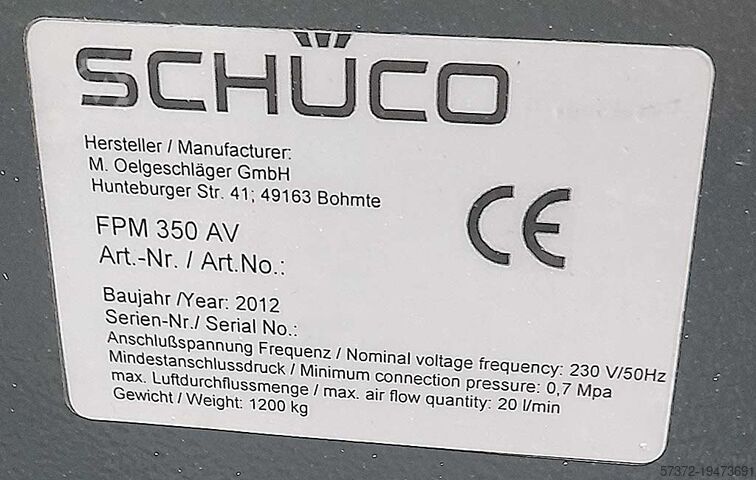 SCHÜCO
Hersteller / Manufacturer:
M. Oelgeschläger GmbH
Hunteburger Str. 41; 49163 Bohmte
FPM 350 AV
Art.-Nr. / Art.No.:
Baujahr /Year: 2012
Serien-Nr./ Serial No.:
Anschlußspannung Frequenz / Nominal voltage frequency: 230 V/50Hz
Mindestanschlussdruck / Minimum connection pressure: 0,7 Mpa
max. Luftdurchflussmenge / max. air flow quantity: 20 l/min
Gewicht / Weight: 1200 kg
CE
57372-19473691